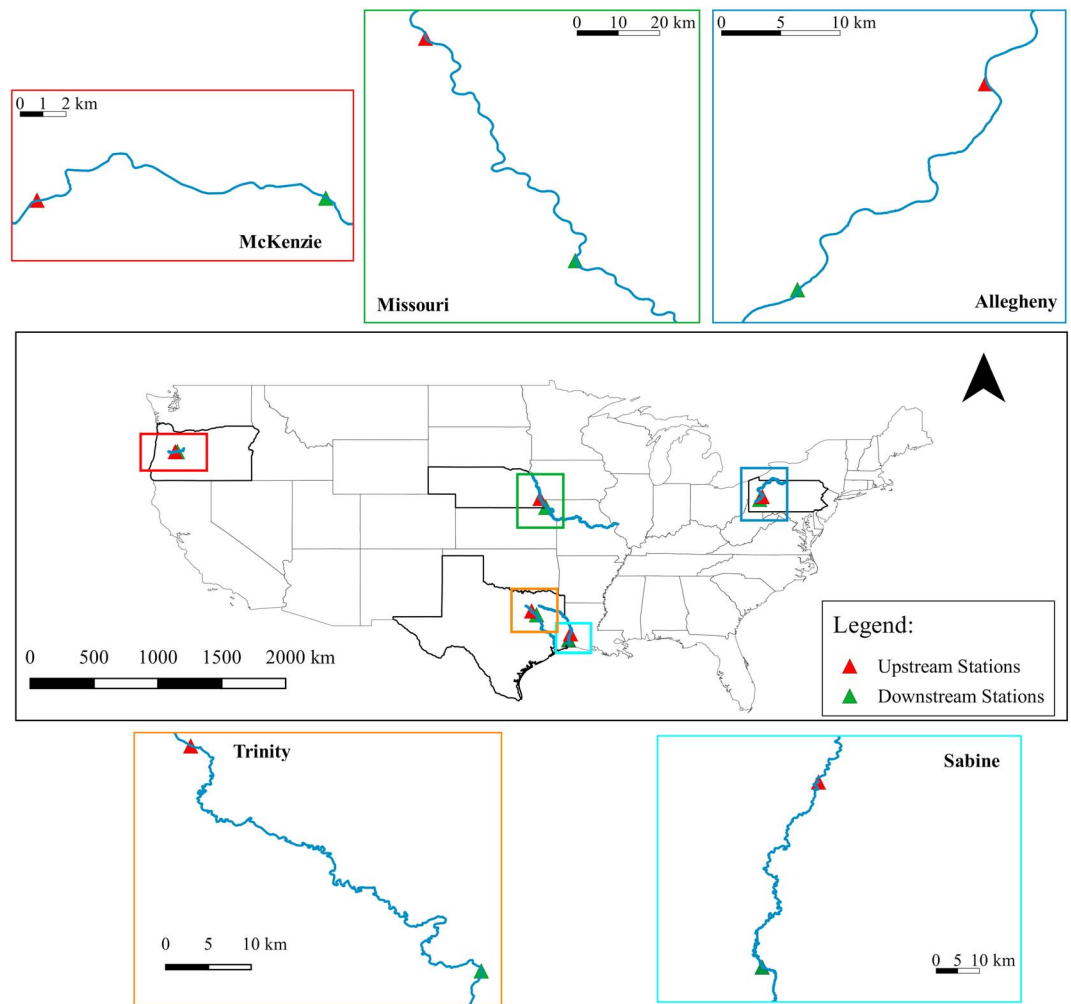 0 10 20 km
0 5 10 km
0 1 2 km
McKenzie
Missouri
Allegheny
Legend:
Upstream Stations
Downstream Stations
0 500 1000 1500 2000 km
Trinity
Sabine
0 5 10 km
0 5 10 km